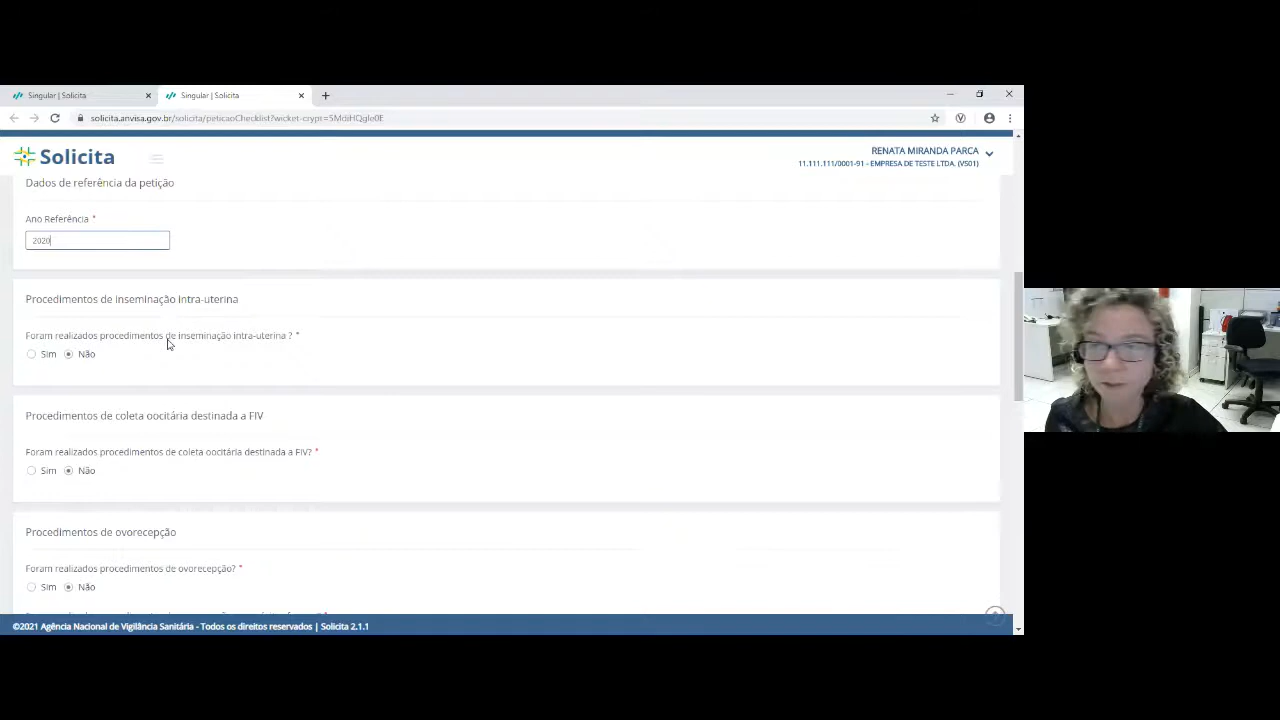 Singular | Solicita
Singular | Solicita
solicita.anvisa.gov.br/solicita/peticaoChecklist?wicket-crypt=5MdiHQgle0E
Solicita
RENATA MIRANDA PARCA
11.111.111/0001-91 - EMPRESA DE TESTE LTDA. (VS01)
Dados de referência da petição
Ano Referência *
2020
Procedimentos de inseminação intra-uterina
Foram realizados procedimentos de inseminação intra-uterina ? *
Sim Não
Procedimentos de coleta oocitária destinada a FIV
Foram realizados procedimentos de coleta oocitária destinada a FIV? *
Sim Não
Procedimentos de ovorecepção
Foram realizados procedimentos de ovorecepção? *
Sim Não
©2021 Agência Nacional de Vigilância Sanitária - Todos os direitos reservados | Solicita 2.1.1